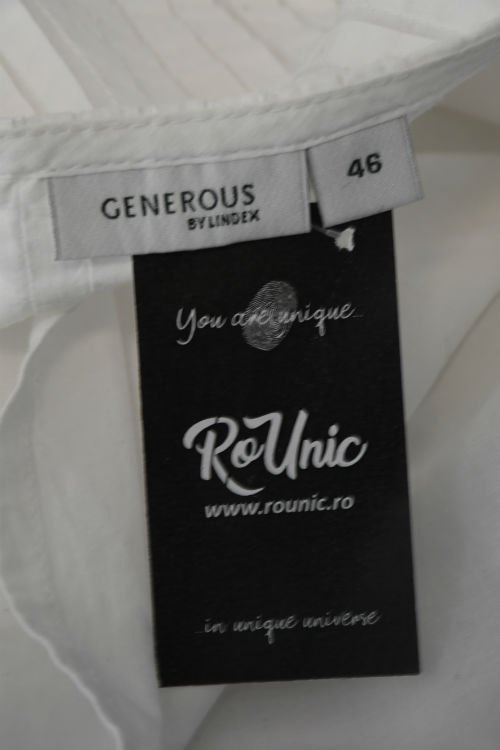 GENEROUS
BY LINDEX
46
You are unique...
RoUnic
www.rounic.ro
...in unique universe